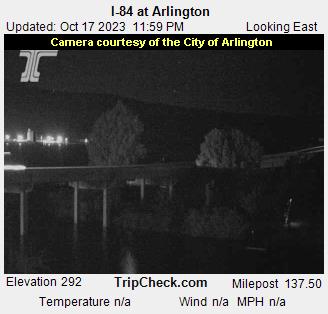 I-84 at Arlington
Updated: Oct 17 2023 11:59 PM Looking East
Camera courtesy of the City of Arlington
Elevation 292 TripCheck.com Milepost 137.50
Temperature n/a Wind n/a MPH n/a